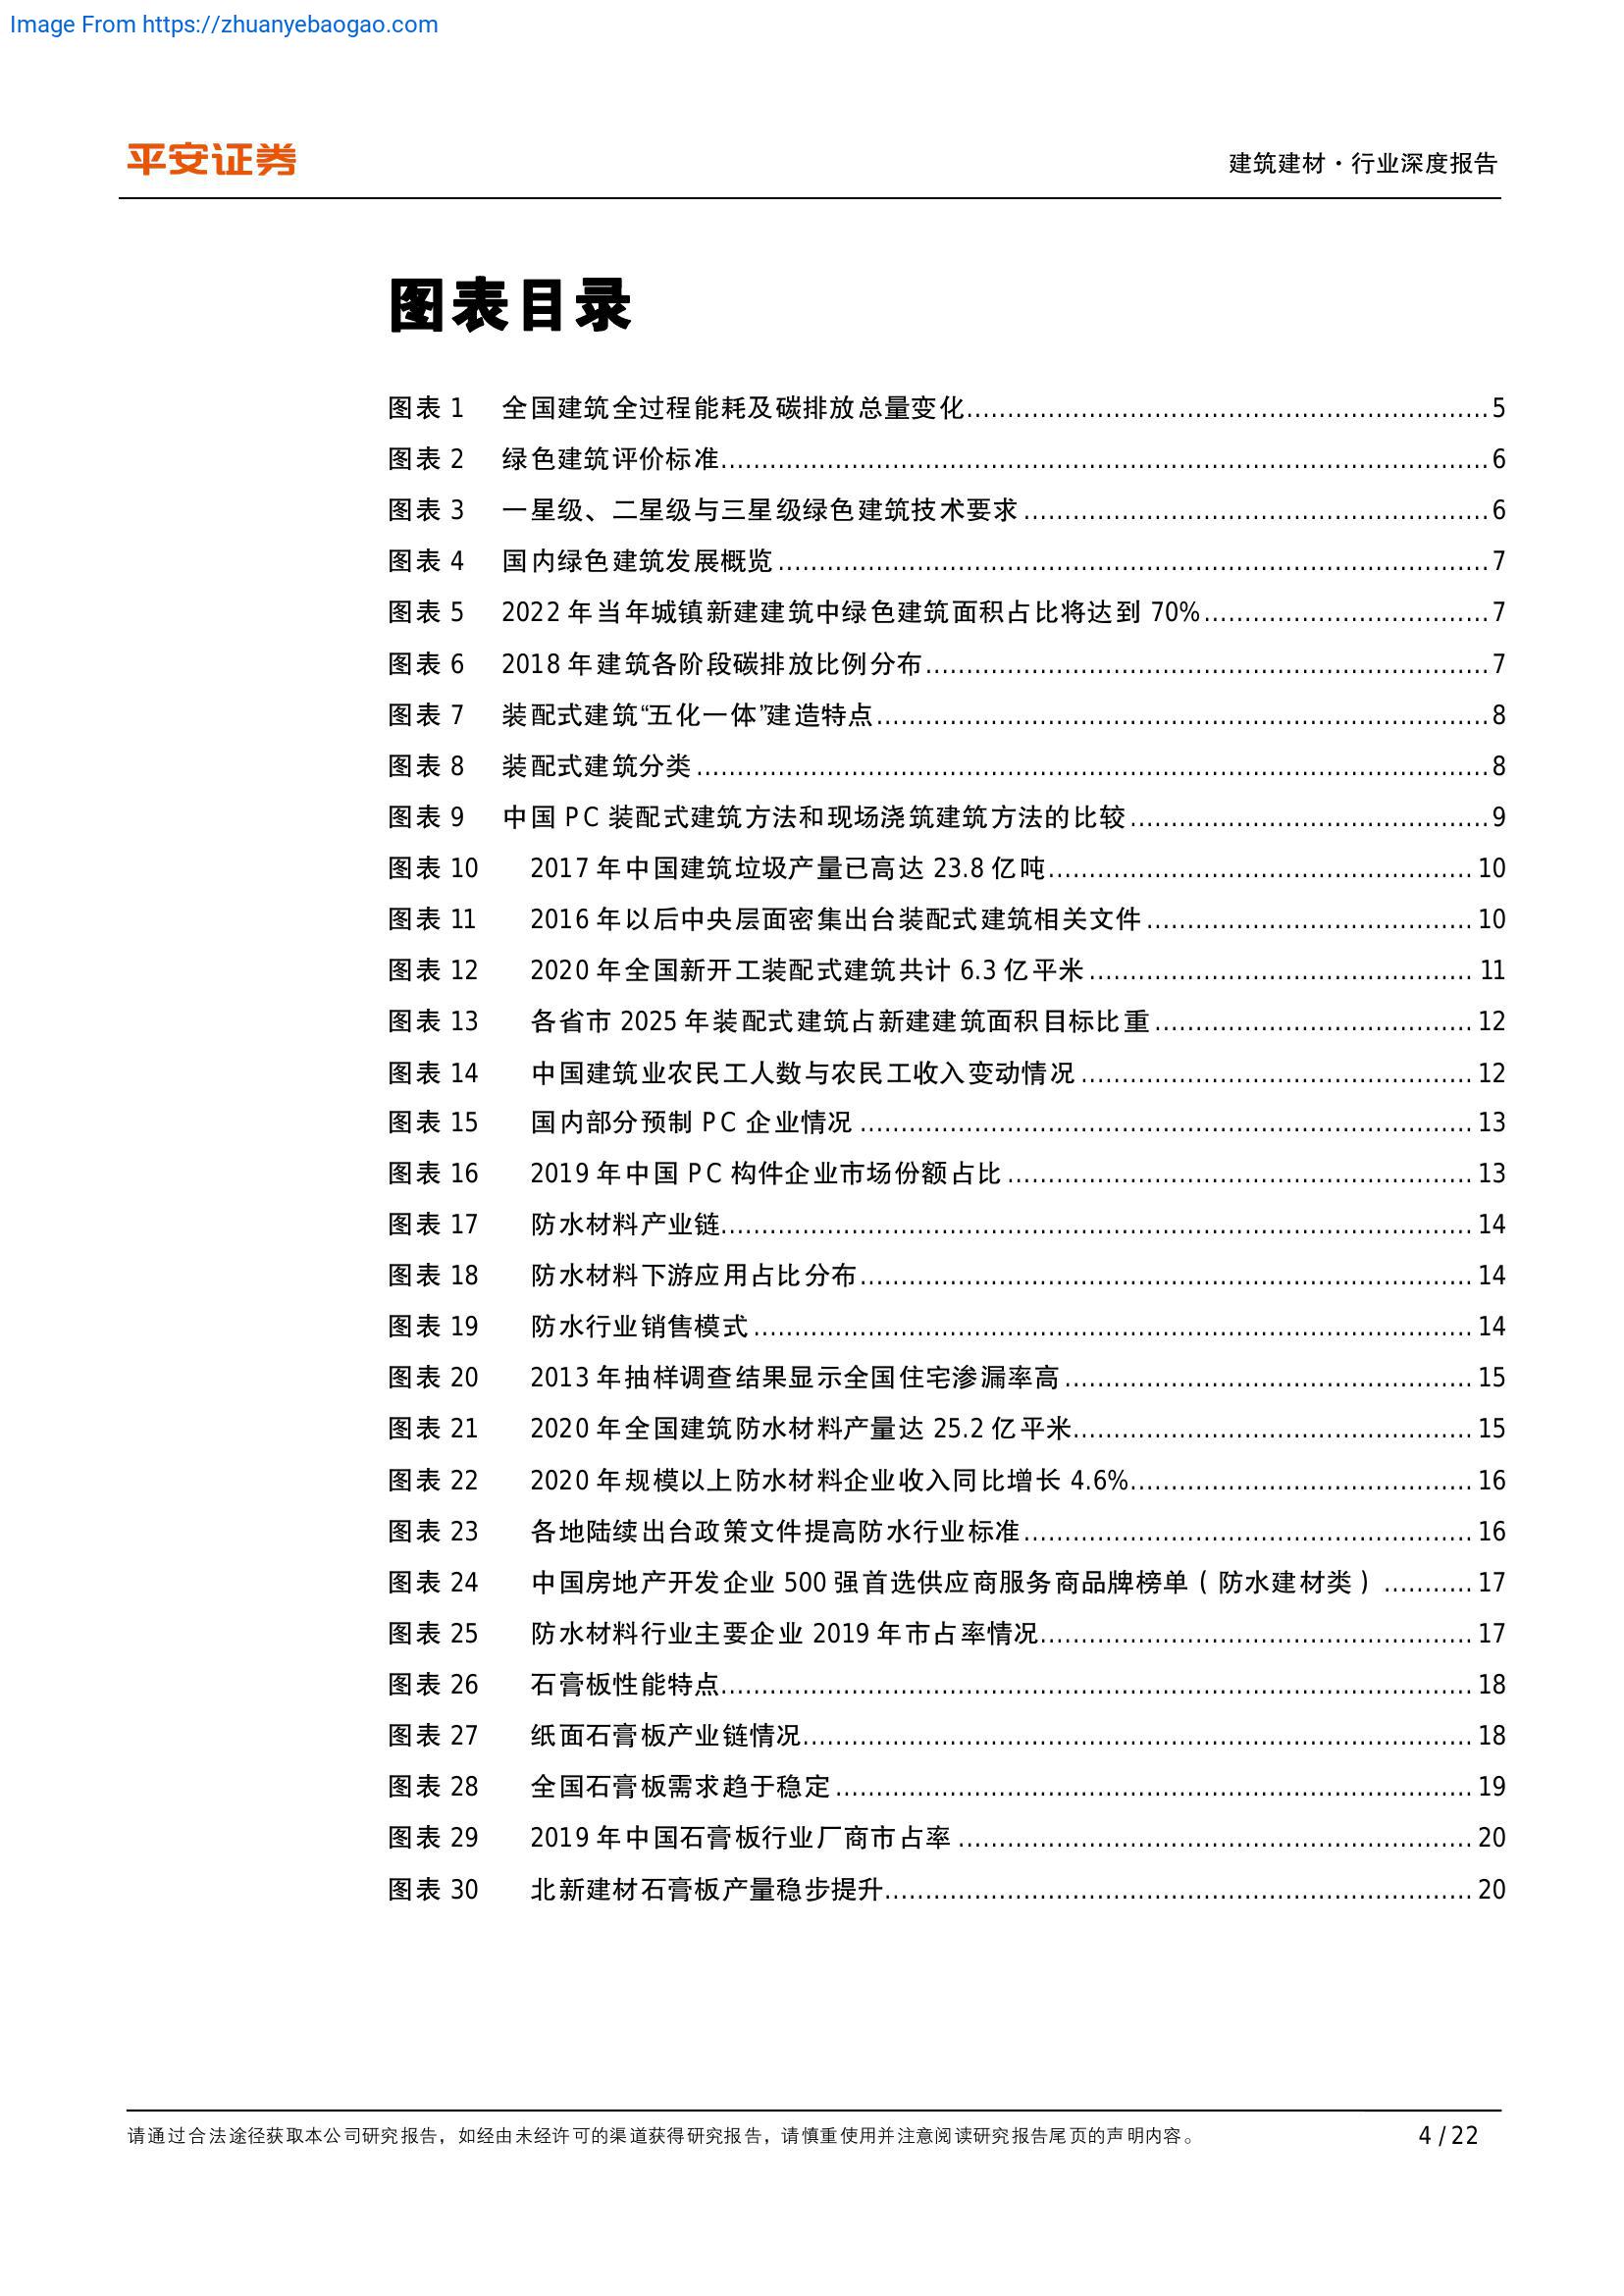 Image From https://zhuanyebaogao.com
平安证券
建筑建材·行业深度报告
图表目录
图表 1 全国建筑全过程能耗及碳排放总量变化 5
图表 2 绿色建筑评价标准 6
图表 3 一星级、二星级与三星级绿色建筑技术要求 6
图表 4 国内绿色建筑发展概览 7
图表 5 2022 年当年城镇新建建筑中绿色建筑面积占比将达到 70% 7
图表 6 2018 年建筑各阶段碳排放比例分布 7
图表 7 装配式建筑“五化一体”建造特点 8
图表 8 装配式建筑分类 8
图表 9 中国 PC 装配式建筑方法和现场浇筑建筑方法的比较 9
图表 10 2017 年中国建筑垃圾产量已高达 23.8 亿吨 10
图表 11 2016 年以后中央层面密集出台装配式建筑相关文件 10
图表 12 2020 年全国新开工装配式建筑共计 6.3 亿平米 11
图表 13 各省市 2025 年装配式建筑占新建建筑面积目标比重 12
图表 14 中国建筑业农民工人数与农民工收入变动情况 12
图表 15 国内部分预制 PC 企业情况 13
图表 16 2019 年中国 PC 构件企业市场份额占比 13
图表 17 防水材料产业链 14
图表 18 防水材料下游应用占比分布 14
图表 19 防水行业销售模式 14
图表 20 2013 年抽样调查结果显示全国住宅渗漏率高 15
图表 21 2020 年全国建筑防水材料产量达 25.2 亿平米 15
图表 22 2020 年规模以上防水材料企业收入同比增长 4.6% 16
图表 23 各地陆续出台政策文件提高防水行业标准 16
图表 24 中国房地产开发企业 500 强首选供应商服务商品牌榜单（防水建材类） 17
图表 25 防水材料行业主要企业 2019 年市占率情况 17
图表 26 石膏板性能特点 18
图表 27 纸面石膏板产业链情况 18
图表 28 全国石膏板需求趋于稳定 19
图表 29 2019 年中国石膏板行业厂商市占率 20
图表 30 北新建材石膏板产量稳步提升 20
请通过合法途径获取本公司研究报告，如经由未经许可的渠道获得研究报告，请慎重使用并注意阅读研究报告尾页的声明内容。 4 / 22